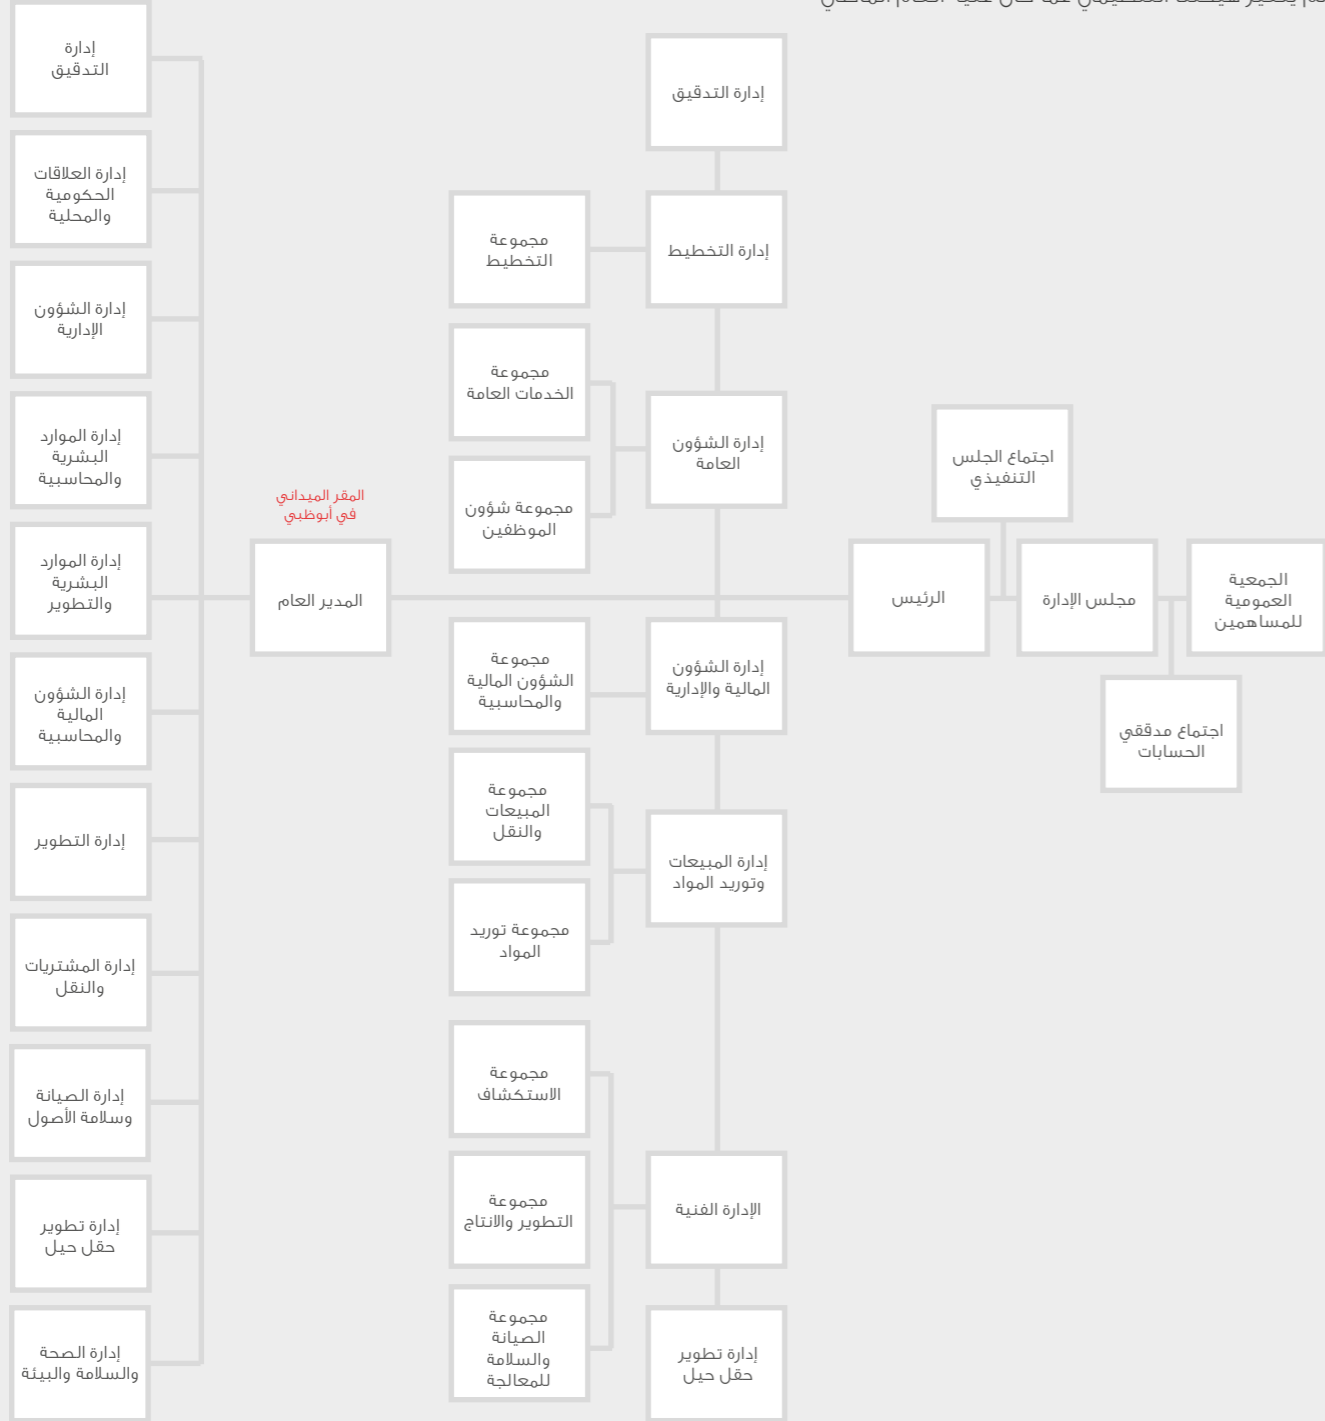 الجمعية
العمومية
للمساهمين
اجتماع مدققي
الحسابات
مجلس الإدارة
اجتماع الجلس
التنفيذي
الرئيس
إدارة التدقيق
إدارة التخطيط
مجموعة
التخطيط
إدارة الشؤون
العامة
مجموعة
الخدمات العامة
مجموعة شؤون
الموظفين
إدارة الشؤون
المالية والإدارية
مجموعة
الشؤون المالية
والمحاسبية
إدارة المبيعات
وتوريد المواد
مجموعة
المبيعات
والنقل
مجموعة توريد
المواد
الإدارة الفنية
مجموعة
الاستكشاف
مجموعة
التطوير والانتاج
مجموعة
الصيانة
والسلامة
للمعالجة
إدارة تطوير
حقل حيل
المقر الميداني
في أبوظبي
المدير العام
إدارة
التدقيق
إدارة العلاقات
الحكومية
والمحلية
إدارة الشؤون
الإدارية
إدارة الموارد
البشرية
والمحاسبية
إدارة الموارد
البشرية
والتطوير
إدارة الشؤون
المالية
والمحاسبية
إدارة التطوير
إدارة المشتريات
والنقل
إدارة الصيانة
وسلامة الأصول
إدارة تطوير
حقل حيل
إدارة الصحة
والسلامة والبيئة